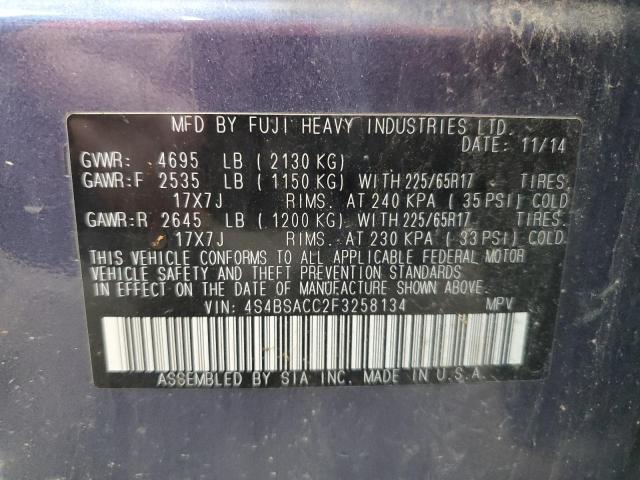 MFD BY FUJI HEAVY INDUSTRIES LTD.
DATE: 11/14
GVWR: 4695 LB (2130 KG)
GAWR:F 2535 LB (1150 KG) WITH 225/65R17 TIRES.
17X7J RIMS. AT 240 KPA (35 PSI) COLD
GAWR:R 2645 LB (1200 KG) WITH 225/65R17 TIRES.
17X7J RIMS. AT 230 KPA (33 PSI) COLD.
THIS VEHICLE CONFORMS TO ALL APPLICABLE FEDERAL MOTOR
VEHICLE SAFETY AND THEFT PREVENTION STANDARDS
IN EFFECT ON THE DATE OF MANUFACTURE SHOWN ABOVE.
VIN: 4S4BSACC2F3258134 MPV
ASSEMBLED BY SIA INC. MADE IN U.S.A